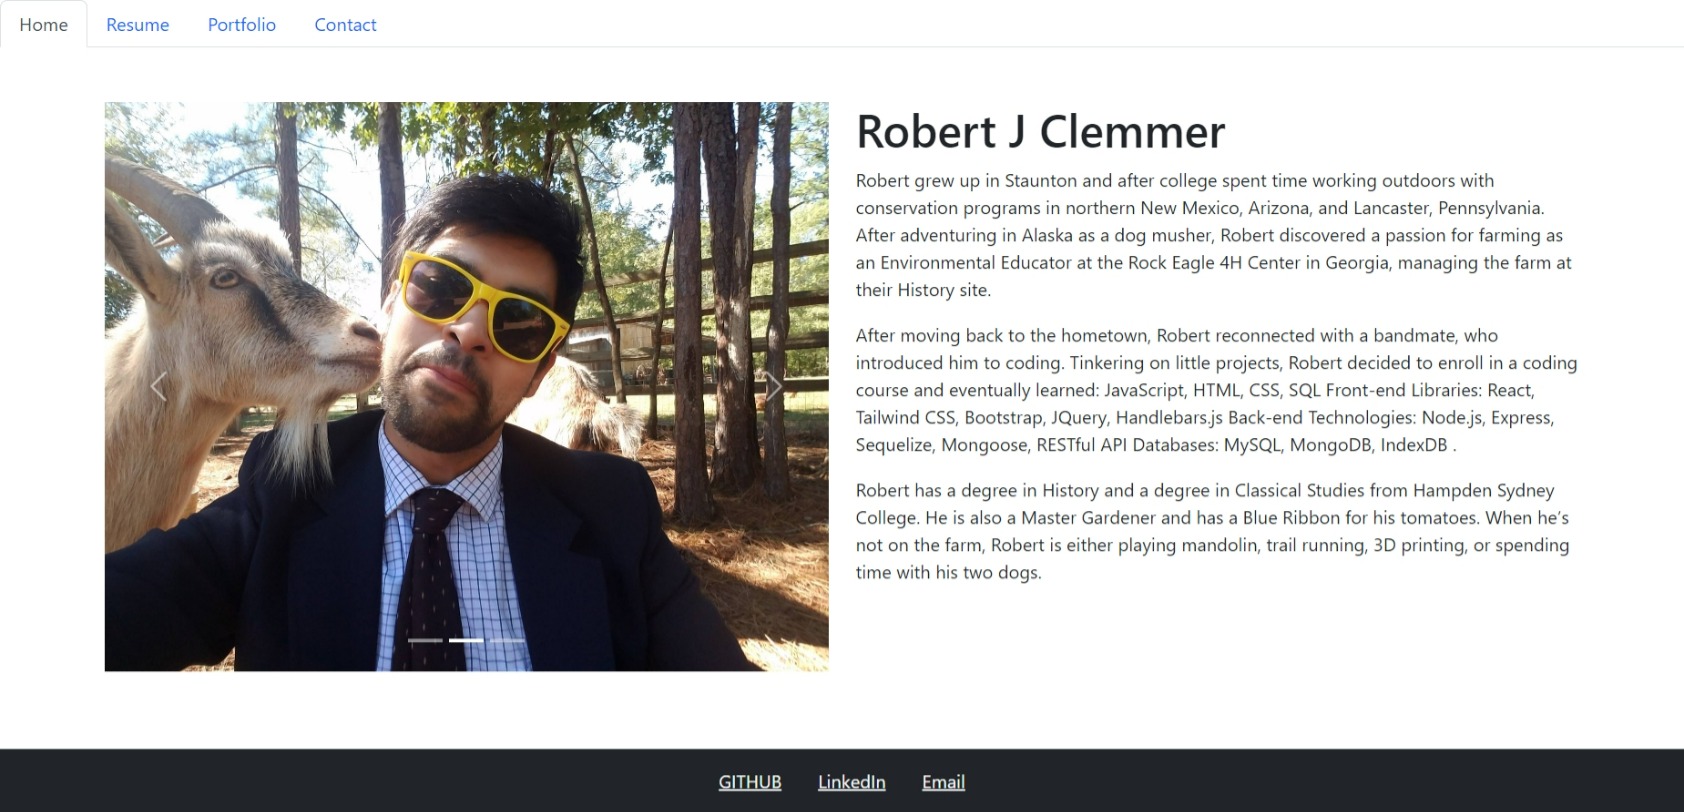 Home Resume Portfolio Contact
Robert J Clemmer
Robert grew up in Staunton and after college spent time working outdoors with
conservation programs in northern New Mexico, Arizona, and Lancaster, Pennsylvania.
After adventuring in Alaska as a dog musher, Robert discovered a passion for farming as
an Environmental Educator at the Rock Eagle 4H Center in Georgia, managing the farm at
their History site.
After moving back to the hometown, Robert reconnected with a bandmate, who
introduced him to coding. Tinkering on little projects, Robert decided to enroll in a coding
course and eventually learned: JavaScript, HTML, CSS, SQL Front-end Libraries: React,
Tailwind CSS, Bootstrap, JQuery, Handlebars.js Back-end Technologies: Node.js, Express,
Sequelize, Mongoose, RESTful API Databases: MySQL, MongoDB, IndexDB .
Robert has a degree in History and a degree in Classical Studies from Hampden Sydney
College. He is also a Master Gardener and has a Blue Ribbon for his tomatoes. When he’s
not on the farm, Robert is either playing mandolin, trail running, 3D printing, or spending
time with his two dogs.
GITHUB LinkedIn Email